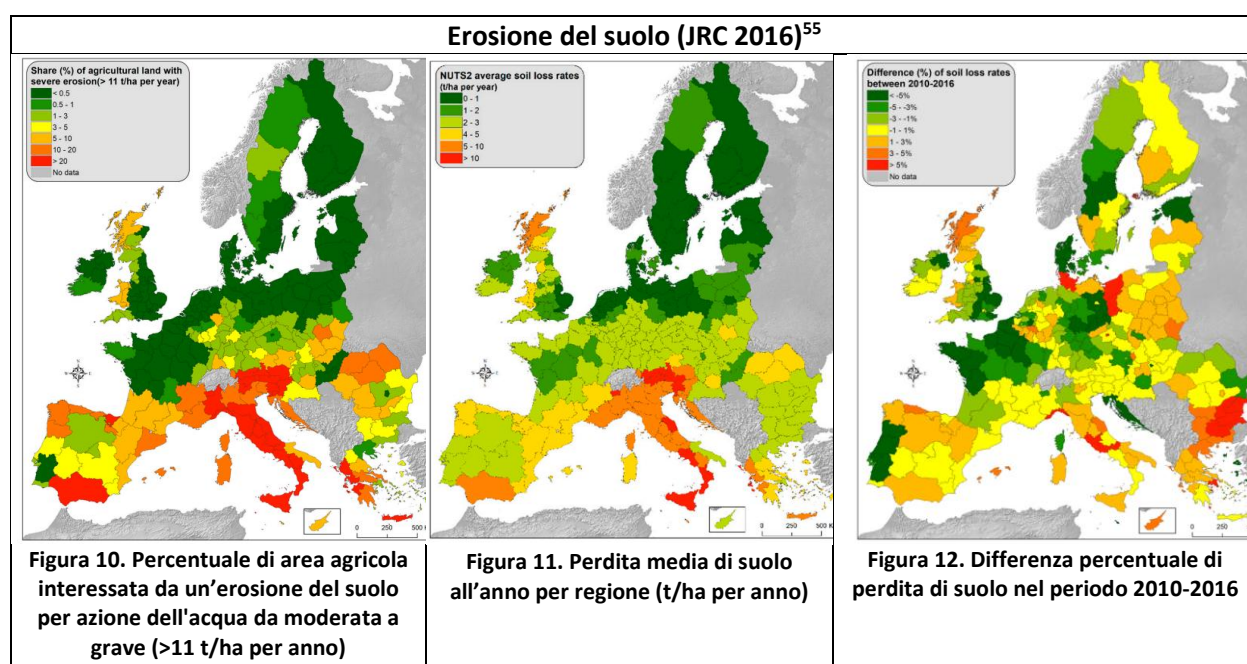 Erosione del suolo (JRC 2016)55
Share (%) of agricultural land with
severe erosion(> 11 t/ha per year)
< 0.5
0.5 - 1
1 - 3
3 - 5
5 - 10
10 - 20
> 20
No data
0 250 500 K
NUTS2 average soil loss rates
(t/ha per year)
0 - 1
1 - 2
2 - 3
4 - 5
5 - 10
> 10
No data
0 250 500 K
Difference (%) of soil loss rates
between 2010-2016
< -5%
-5 - -3%
-3 - -1%
-1 - 1%
1 - 3%
3 - 5%
> 5%
No data
0 250 500
Figura 10. Percentuale di area agricola
interessata da un’erosione del suolo
per azione dell'acqua da moderata a
grave (>11 t/ha per anno)
Figura 11. Perdita media di suolo
all’anno per regione (t/ha per anno)
Figura 12. Differenza percentuale di
perdita di suolo nel periodo 2010-2016